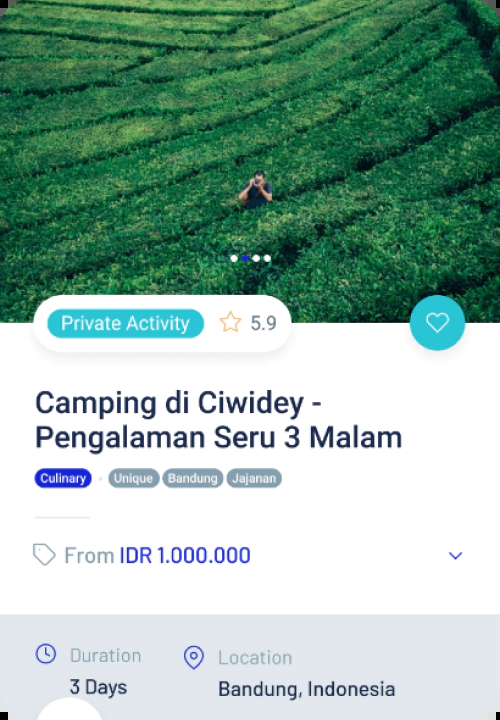 Private Activity 5.9
Camping di Ciwidey -
Pengalaman Seru 3 Malam
Culinary Unique Bandung Jajanan
From IDR 1.000.000
Duration Location
3 Days Bandung, Indonesia